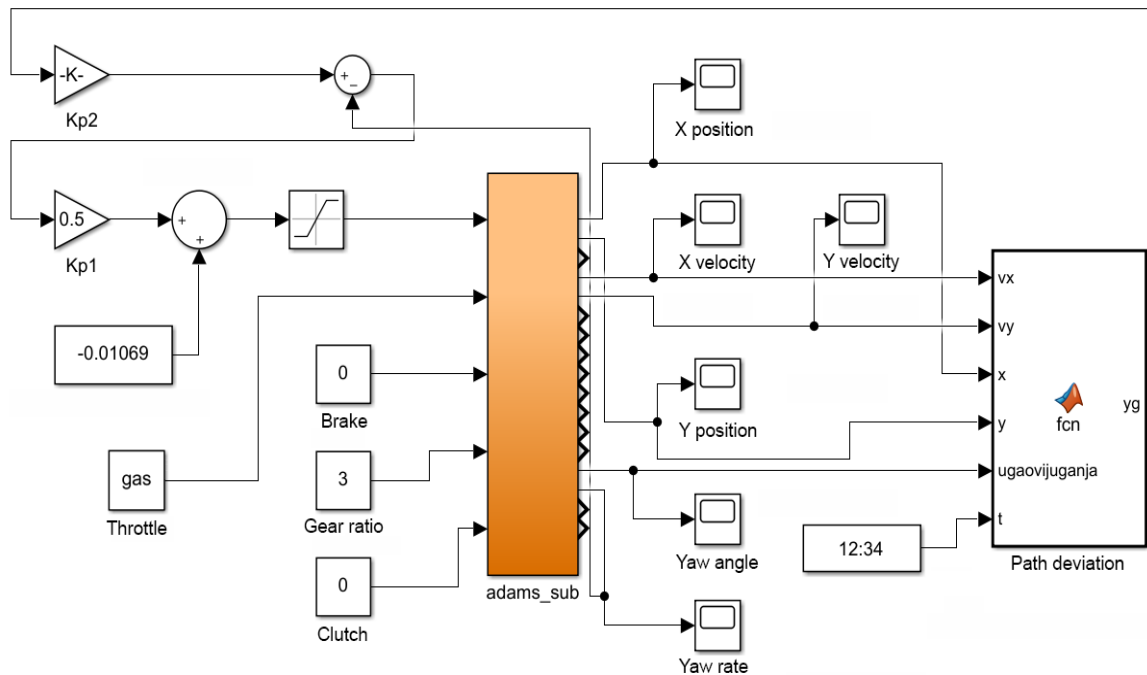 -K-
Kp2
+
−
X position
0.5
Kp1
+
+
X velocity
Y velocity
-0.01069
0
Brake
gas
Throttle
3
Gear ratio
0
Clutch
adams_sub
Y position
Yaw angle
Yaw rate
vx
vy
x
y
ugaovijuganja
t
fcn
yg
12:34
Path deviation